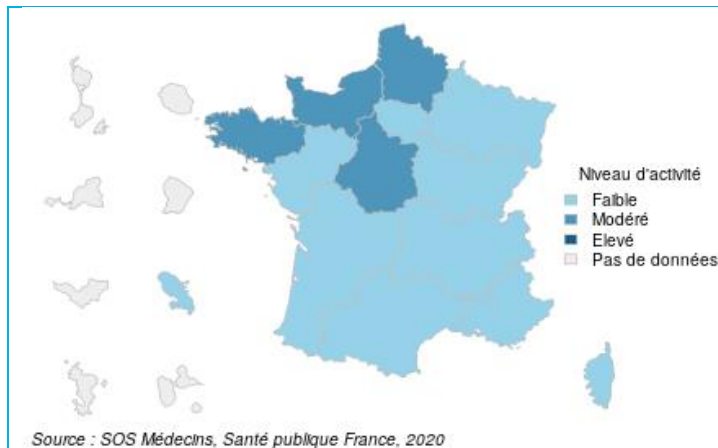 Niveau d'activité
Faible
Modéré
Elevé
Pas de données
Source : SOS Médecins, Santé publique France, 2020